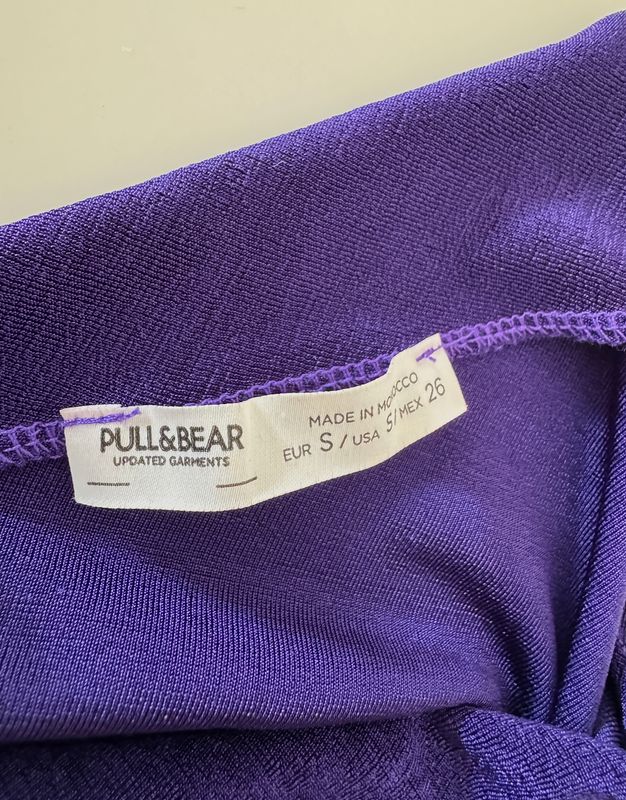 PULL&BEAR
UPDATED GARMENTS
MADE IN MOROCCO
EUR S / USA S / MEX 26